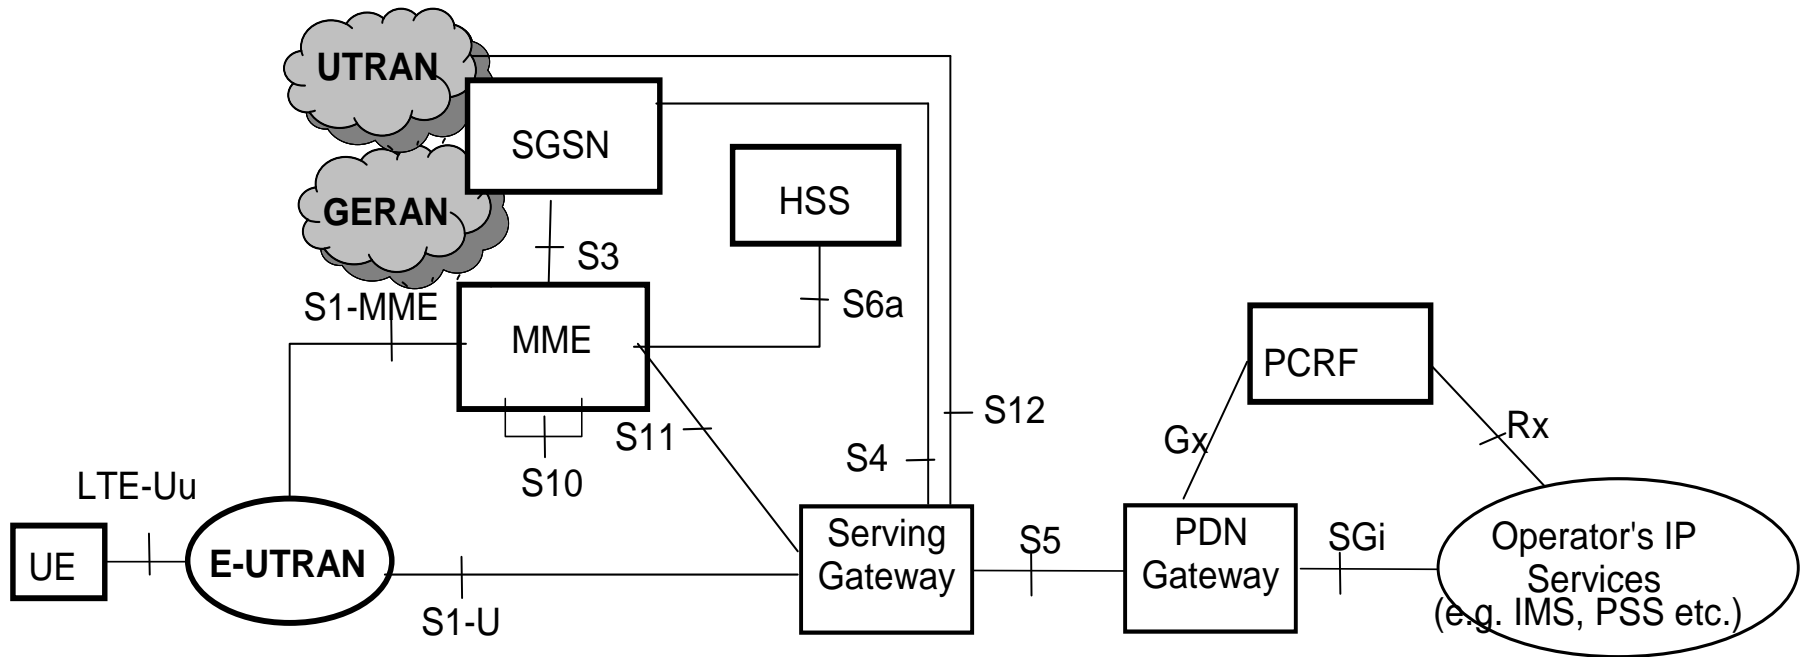 UTRAN
SGSN
HSS
GERAN
S3
S1-MME
S6a
MME
PCRF
S12
Gx
Rx
S11
S4
S10
LTE-Uu
Serving
Gateway
S5
PDN
Gateway
SGi
Operator's IP
Services
(e.g. IMS, PSS etc.)
UE
E-UTRAN
S1-U